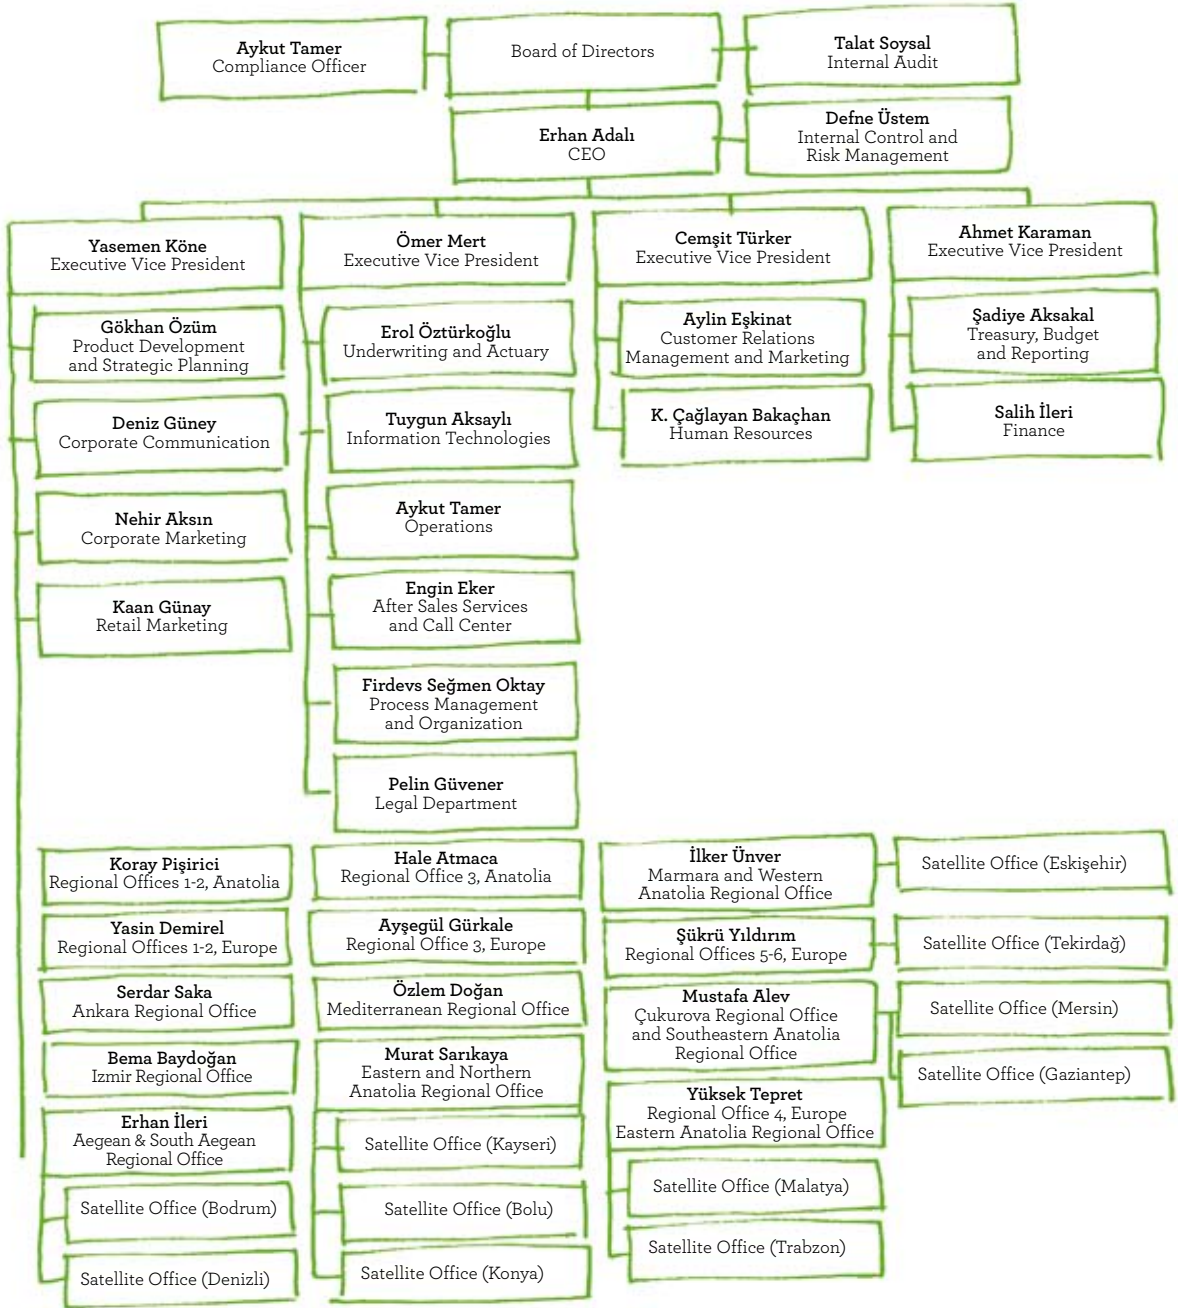 Aykut Tamer
Compliance Officer
Board of Directors
Talat Soysal
Internal Audit
Erhan Adalı
CEO
Defne Üstem
Internal Control and
Risk Management
Yasemen Köne
Executive Vice President
Ömer Mert
Executive Vice President
Cemşit Türker
Executive Vice President
Ahmet Karaman
Executive Vice President
Gökhan Özüm
Product Development
and Strategic Planning
Deniz Güney
Corporate Communication
Nehir Aksın
Corporate Marketing
Kaan Günay
Retail Marketing
Erol Öztürkoğlu
Underwriting and Actuary
Tuygun Aksaylı
Information Technologies
Aykut Tamer
Operations
Engin Eker
After Sales Services
and Call Center
Firdevs Seğmen Oktay
Process Management
and Organization
Pelin Güvener
Legal Department
Aylin Eşkinat
Customer Relations
Management and Marketing
K. Çağlayan Bakaçhan
Human Resources
Şadiye Aksakal
Treasury, Budget
and Reporting
Salih İleri
Finance
Koray Pişirici
Regional Offices 1-2, Anatolia
Yasin Demirel
Regional Offices 1-2, Europe
Serdar Saka
Ankara Regional Office
Bema Baydoğan
Izmir Regional Office
Erhan İleri
Aegean & South Aegean
Regional Office
Satellite Office (Bodrum)
Satellite Office (Denizli)
Hale Atmaca
Regional Office 3, Anatolia
Ayşegül Gürkale
Regional Office 3, Europe
Özlem Doğan
Mediterranean Regional Office
Murat Sarıkaya
Eastern and Northern
Anatolia Regional Office
Satellite Office (Kayseri)
Satellite Office (Bolu)
Satellite Office (Konya)
İlker Ünver
Marmara and Western
Anatolia Regional Office
Satellite Office (Eskişehir)
Şükrü Yıldırım
Regional Offices 5-6, Europe
Satellite Office (Tekirdağ)
Mustafa Alev
Çukurova Regional Office
and Southeastern Anatolia
Regional Office
Satellite Office (Mersin)
Satellite Office (Gaziantep)
Yüksek Tepret
Regional Office 4, Europe
Eastern Anatolia Regional Office
Satellite Office (Malatya)
Satellite Office (Trabzon)